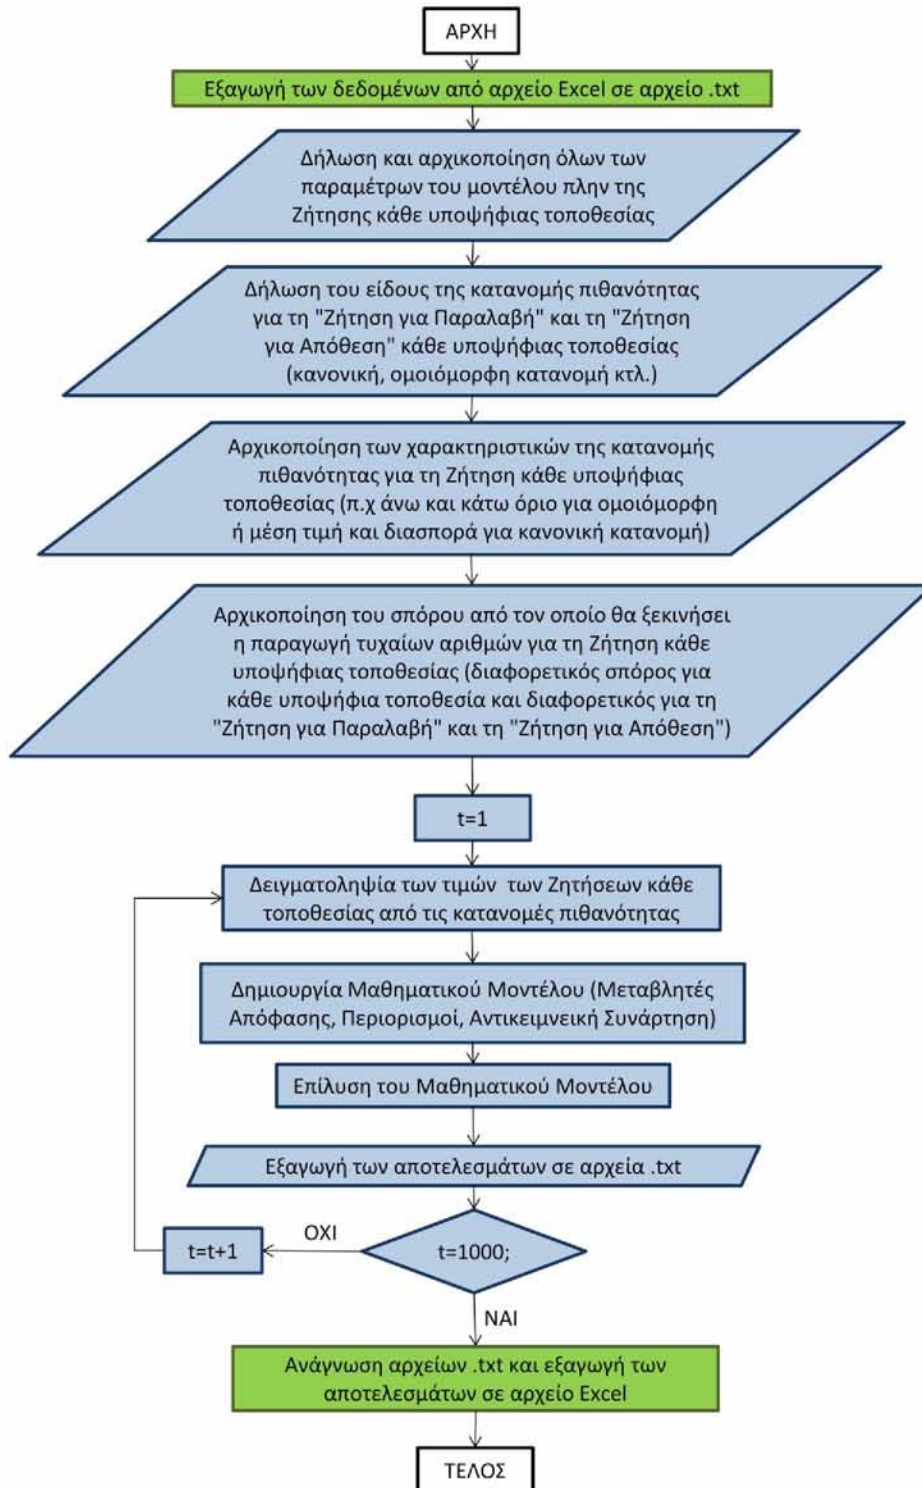 ΑΡΧΗ
Εξαγωγή των δεδομένων από αρχείο Excel σε αρχείο .txt
Δήλωση και αρχικοποίηση όλων των
παραμέτρων του μοντέλου πλην της
Ζήτησης κάθε υποψήφιας τοποθεσίας
Δήλωση του είδους της κατανομής πιθανότητας
για τη "Ζήτηση για Παραλαβή" και τη "Ζήτηση
για Απόθεση" κάθε υποψήφιας τοποθεσίας
(κανονική, ομοιόμορφη κατανομή κτλ.)
Αρχικοποίηση των χαρακτηριστικών της κατανομής
πιθανότητας για τη Ζήτηση κάθε υποψήφιας
τοποθεσίας (π.χ άνω και κάτω όριο για ομοιόμορφη
ή μέση τιμή και διασπορά για κανονική κατανομή)
Αρχικοποίηση του σπόρου από τον οποίο θα ξεκινήσει
η παραγωγή τυχαίων αριθμών για τη Ζήτηση κάθε
υποψήφιας τοποθεσίας (διαφορετικός σπόρος για
κάθε υποψήφια τοποθεσία και διαφορετικός για τη
"Ζήτηση για Παραλαβή" και τη "Ζήτηση για Απόθεση")
t=1
Δειγματοληψία των τιμών των Ζητήσεων κάθε
τοποθεσίας από τις κατανομές πιθανότητας
Δημιουργία Μαθηματικού Μοντέλου (Μεταβλητές
Απόφασης, Περιορισμοί, Αντικειμνεική Συνάρτηση)
Επίλυση του Μαθηματικού Μοντέλου
Εξαγωγή των αποτελεσμάτων σε αρχεία .txt
ΟΧΙ
t=t+1
t=1000;
ΝΑΙ
Ανάγνωση αρχείων .txt και εξαγωγή των
αποτελεσμάτων σε αρχείο Excel
ΤΕΛΟΣ